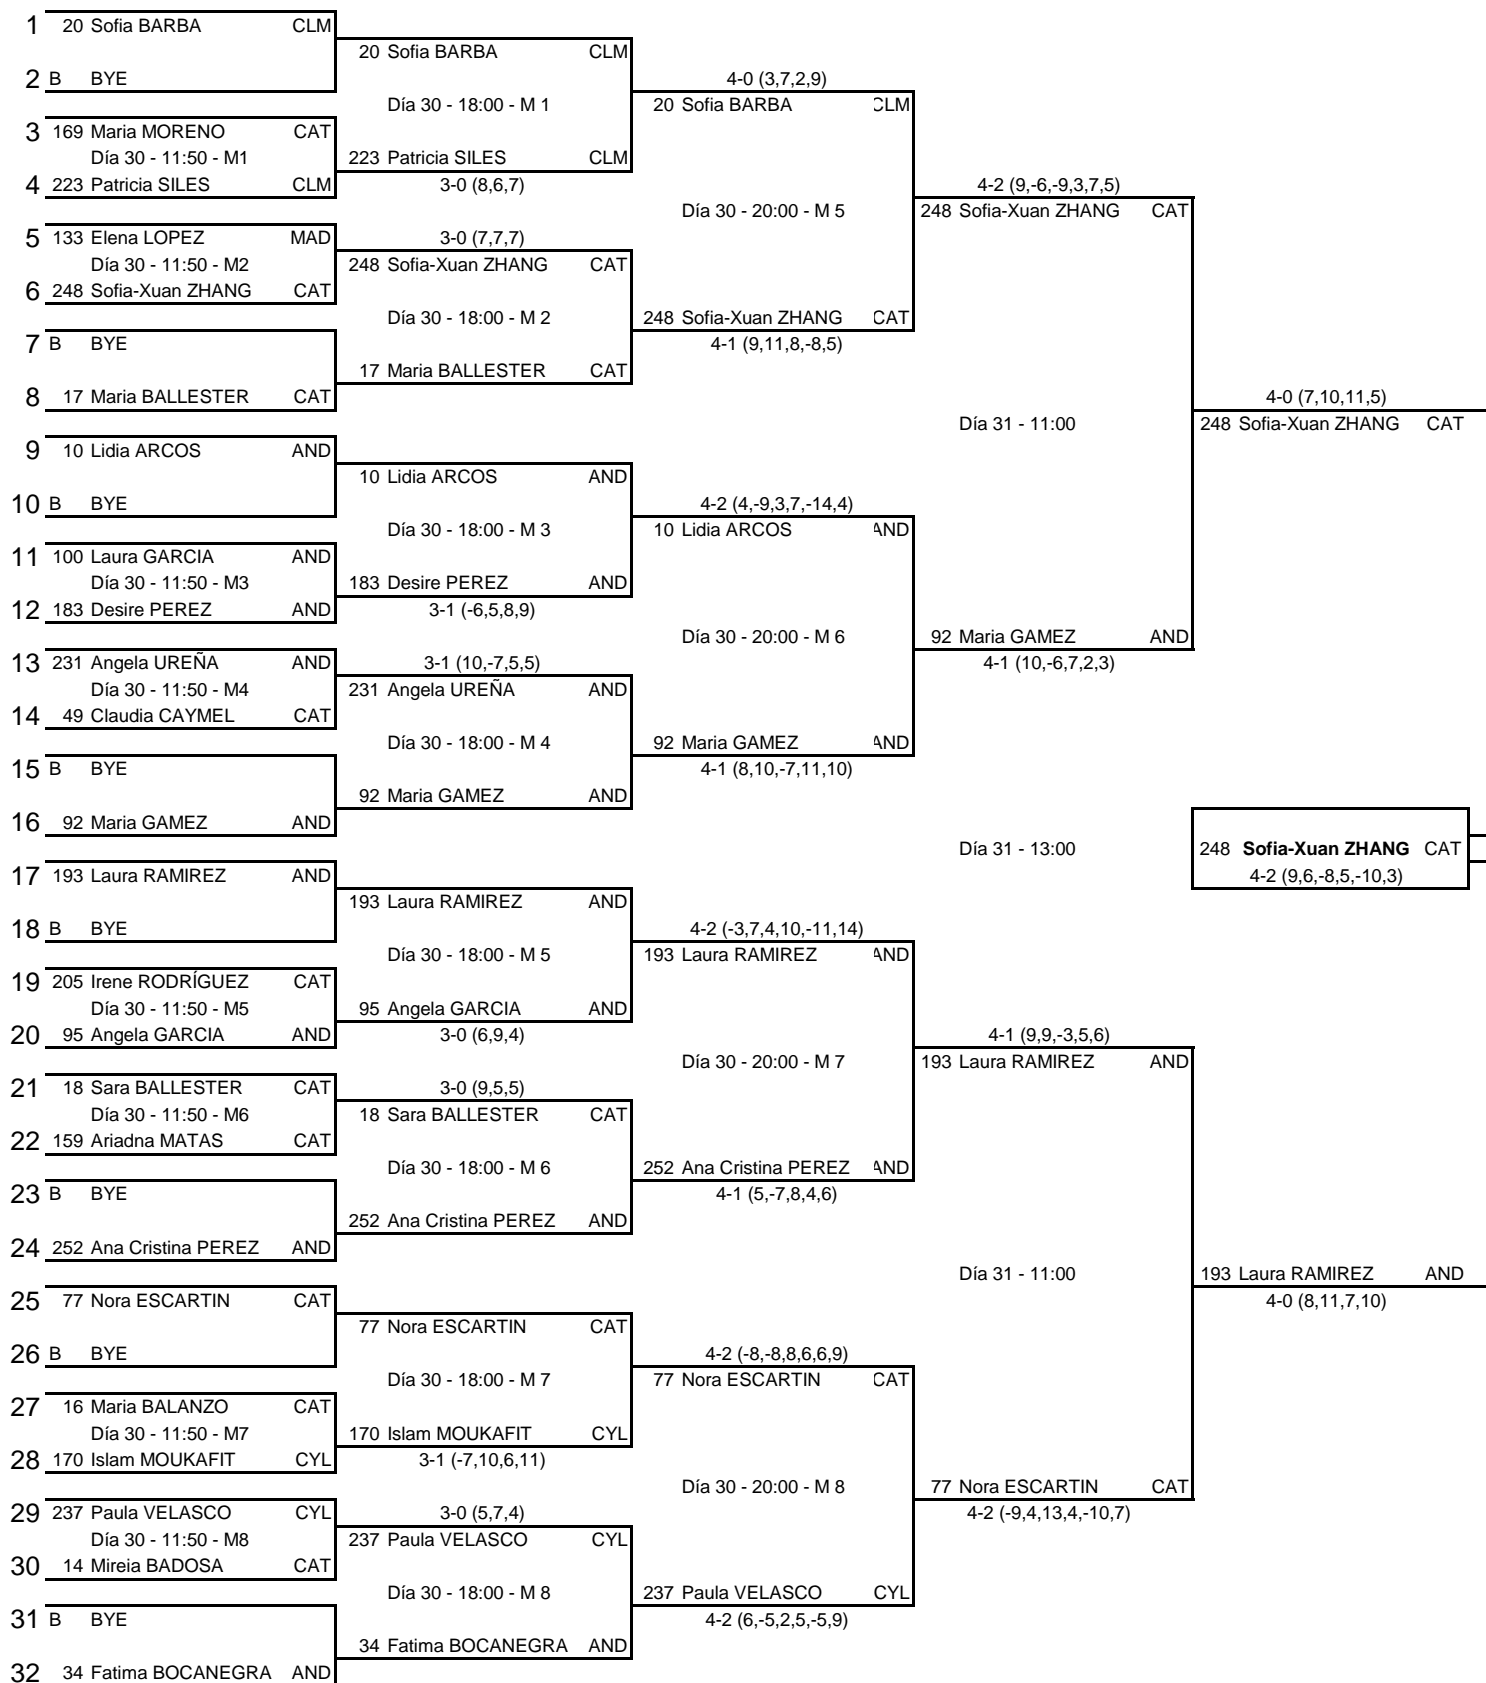 1 20 Sofia BARBA CLM
20 Sofia BARBA CLM
2 B BYE
4-0 (3,7,2,9)
Día 30 - 18:00 - M 1
20 Sofia BARBA CLM
3 169 Maria MORENO CAT
Día 30 - 11:50 - M1
223 Patricia SILES CLM
4 223 Patricia SILES CLM
3-0 (8,6,7)
4-2 (9,-6,-9,3,7,5)
Día 30 - 20:00 - M 5
248 Sofia-Xuan ZHANG CAT
5 133 Elena LOPEZ MAD
3-0 (7,7,7)
Día 30 - 11:50 - M2
248 Sofia-Xuan ZHANG CAT
6 248 Sofia-Xuan ZHANG CAT
Día 30 - 18:00 - M 2
248 Sofia-Xuan ZHANG CAT
7 B BYE
4-1 (9,11,8,-8,5)
17 Maria BALLESTER CAT
8 17 Maria BALLESTER CAT
4-0 (7,10,11,5)
Día 31 - 11:00
248 Sofia-Xuan ZHANG CAT
9 10 Lidia ARCOS AND
10 Lidia ARCOS AND
10 B BYE
4-2 (4,-9,3,7,-14,4)
Día 30 - 18:00 - M 3
10 Lidia ARCOS AND
11 100 Laura GARCIA AND
Día 30 - 11:50 - M3
183 Desire PEREZ AND
12 183 Desire PEREZ AND
3-1 (-6,5,8,9)
Día 30 - 20:00 - M 6
92 Maria GAMEZ AND
13 231 Angela UREÑA AND
3-1 (10,-7,5,5)
4-1 (10,-6,7,2,3)
Día 30 - 11:50 - M4
231 Angela UREÑA AND
14 49 Claudia CAYMEL CAT
Día 30 - 18:00 - M 4
92 Maria GAMEZ AND
15 B BYE
4-1 (8,10,-7,11,10)
92 Maria GAMEZ AND
16 92 Maria GAMEZ AND
Día 31 - 13:00
248 Sofia-Xuan ZHANG CAT
4-2 (9,6,-8,5,-10,3)
17 193 Laura RAMIREZ AND
193 Laura RAMIREZ AND
18 B BYE
4-2 (-3,7,4,10,-11,14)
Día 30 - 18:00 - M 5
193 Laura RAMIREZ AND
19 205 Irene RODRÍGUEZ CAT
Día 30 - 11:50 - M5
95 Angela GARCIA AND
20 95 Angela GARCIA AND
3-0 (6,9,4)
4-1 (9,9,-3,5,6)
Día 30 - 20:00 - M 7
193 Laura RAMIREZ AND
21 18 Sara BALLESTER CAT
3-0 (9,5,5)
Día 30 - 11:50 - M6
18 Sara BALLESTER CAT
22 159 Ariadna MATAS CAT
Día 30 - 18:00 - M 6
252 Ana Cristina PEREZ AND
23 B BYE
4-1 (5,-7,8,4,6)
252 Ana Cristina PEREZ AND
24 252 Ana Cristina PEREZ AND
Día 31 - 11:00
193 Laura RAMIREZ AND
4-0 (8,11,7,10)
25 77 Nora ESCARTIN CAT
77 Nora ESCARTIN CAT
26 B BYE
4-2 (-8,-8,8,6,6,9)
Día 30 - 18:00 - M 7
77 Nora ESCARTIN CAT
27 16 Maria BALANZO CAT
Día 30 - 11:50 - M7
170 Islam MOUKAFIT CYL
28 170 Islam MOUKAFIT CYL
3-1 (-7,10,6,11)
Día 30 - 20:00 - M 8
77 Nora ESCARTIN CAT
29 237 Paula VELASCO CYL
3-0 (5,7,4)
4-2 (-9,4,13,4,-10,7)
Día 30 - 11:50 - M8
237 Paula VELASCO CYL
30 14 Mireia BADOSA CAT
Día 30 - 18:00 - M 8
237 Paula VELASCO CYL
31 B BYE
4-2 (6,-5,2,5,-5,9)
34 Fatima BOCANEGRA AND
32 34 Fatima BOCANEGRA AND